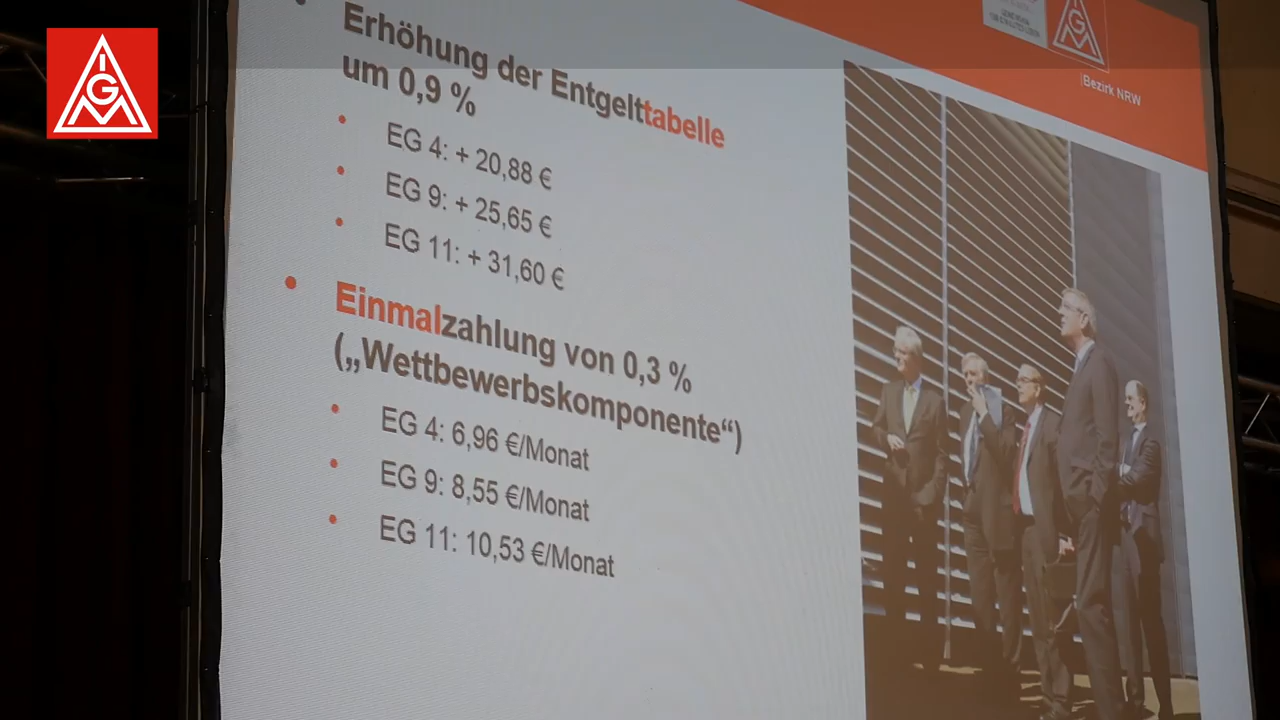 IGM
Erhöhung der Entgelttabelle
um 0,9 %
EG 4: + 20,88 €
EG 9: + 25,65 €
EG 11: + 31,60 €
Einmalzahlung von 0,3 %
(„Wettbewerbskomponente“)
EG 4: 6,96 €/Monat
EG 9: 8,55 €/Monat
EG 11: 10,53 €/Monat
IGM
Bezirk NRW